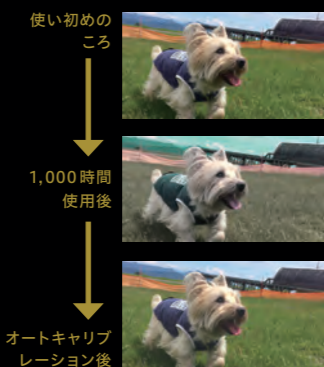 使い初めの
ころ
1,000時間
使用後
オートキャリブ
レーション後